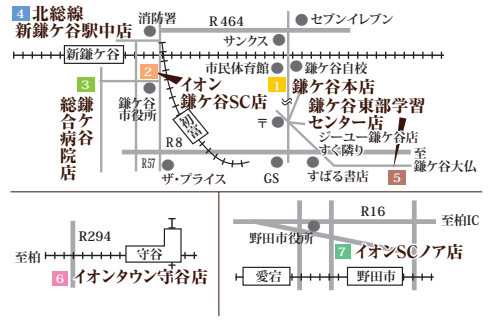 4 北総線
新鎌ケ谷駅中店
消防署
R 464
セブンイレブン
サンクス
新鎌ケ谷
市民体育館
鎌ケ谷自校
2
イオン
鎌ケ谷SC店
1
鎌ケ谷本店
3
鎌ケ谷
総合病院店
鎌ケ谷
市役所
初富
〒
鎌ケ谷東部学習
センター店
ジーユー鎌ケ谷店
すぐ隣り
R 8
至
鎌ケ谷大仏
R57
ザ・プライス
GS
すばる書店
5
R294
至柏
守谷
6 イオンタウン守谷店
R16
至柏IC
野田市役所
7 イオンSCノア店
愛宕
野田市